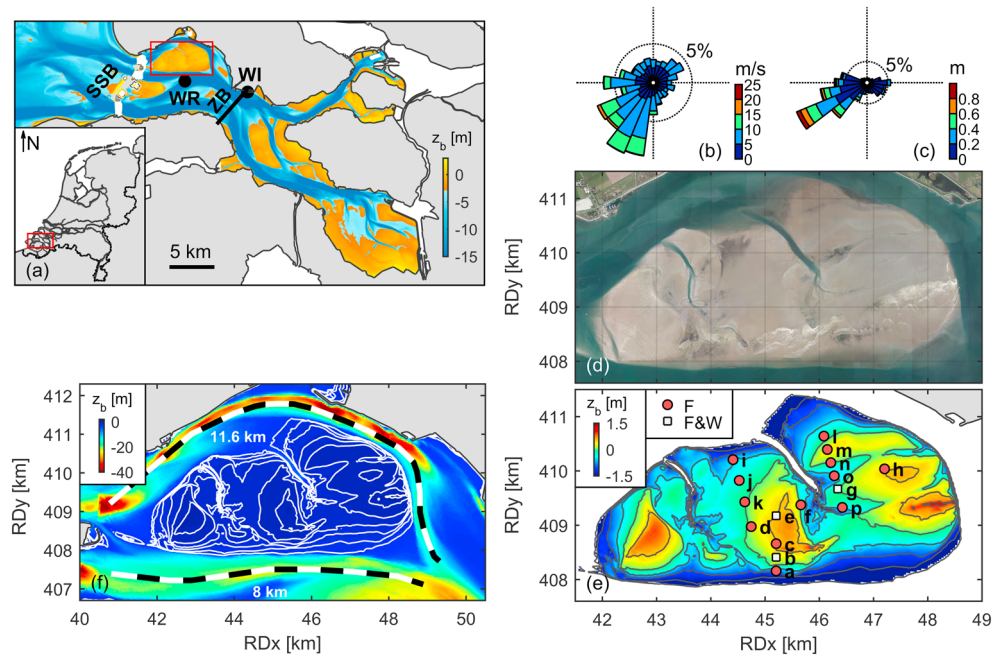 SSB
WR
ZB
WI
N
z_b [m]
0
-5
-10
-15
5 km
(a)
5%
m/s
25
20
15
10
5
0
(b)
5%
m
0.8
0.6
0.4
0.2
0
(c)
411
410
409
408
RDy [km]
(d)
z_b [m]
0
-20
-40
11.6 km
8 km
(f)
412
411
410
409
408
407
RDy [km]
40
42
44
46
48
50
RDx [km]
z_b [m]
1.5
-1.5
F
F&W
l
m
n
o
g
h
p
i
j
k
d
e
f
c
b
a
(e)
411
410
409
408
RDy [km]
42
43
44
45
46
47
48
49
RDx [km]